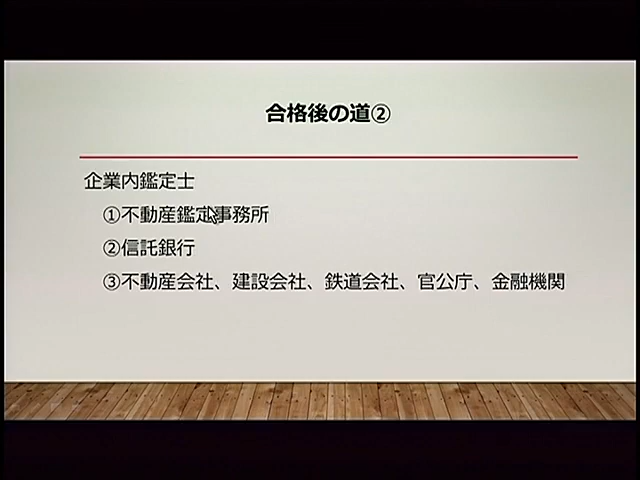 合格後の道②
企業内鑑定士
①不動産鑑定事務所
②信託銀行
③不動産会社、建設会社、鉄道会社、官公庁、金融機関